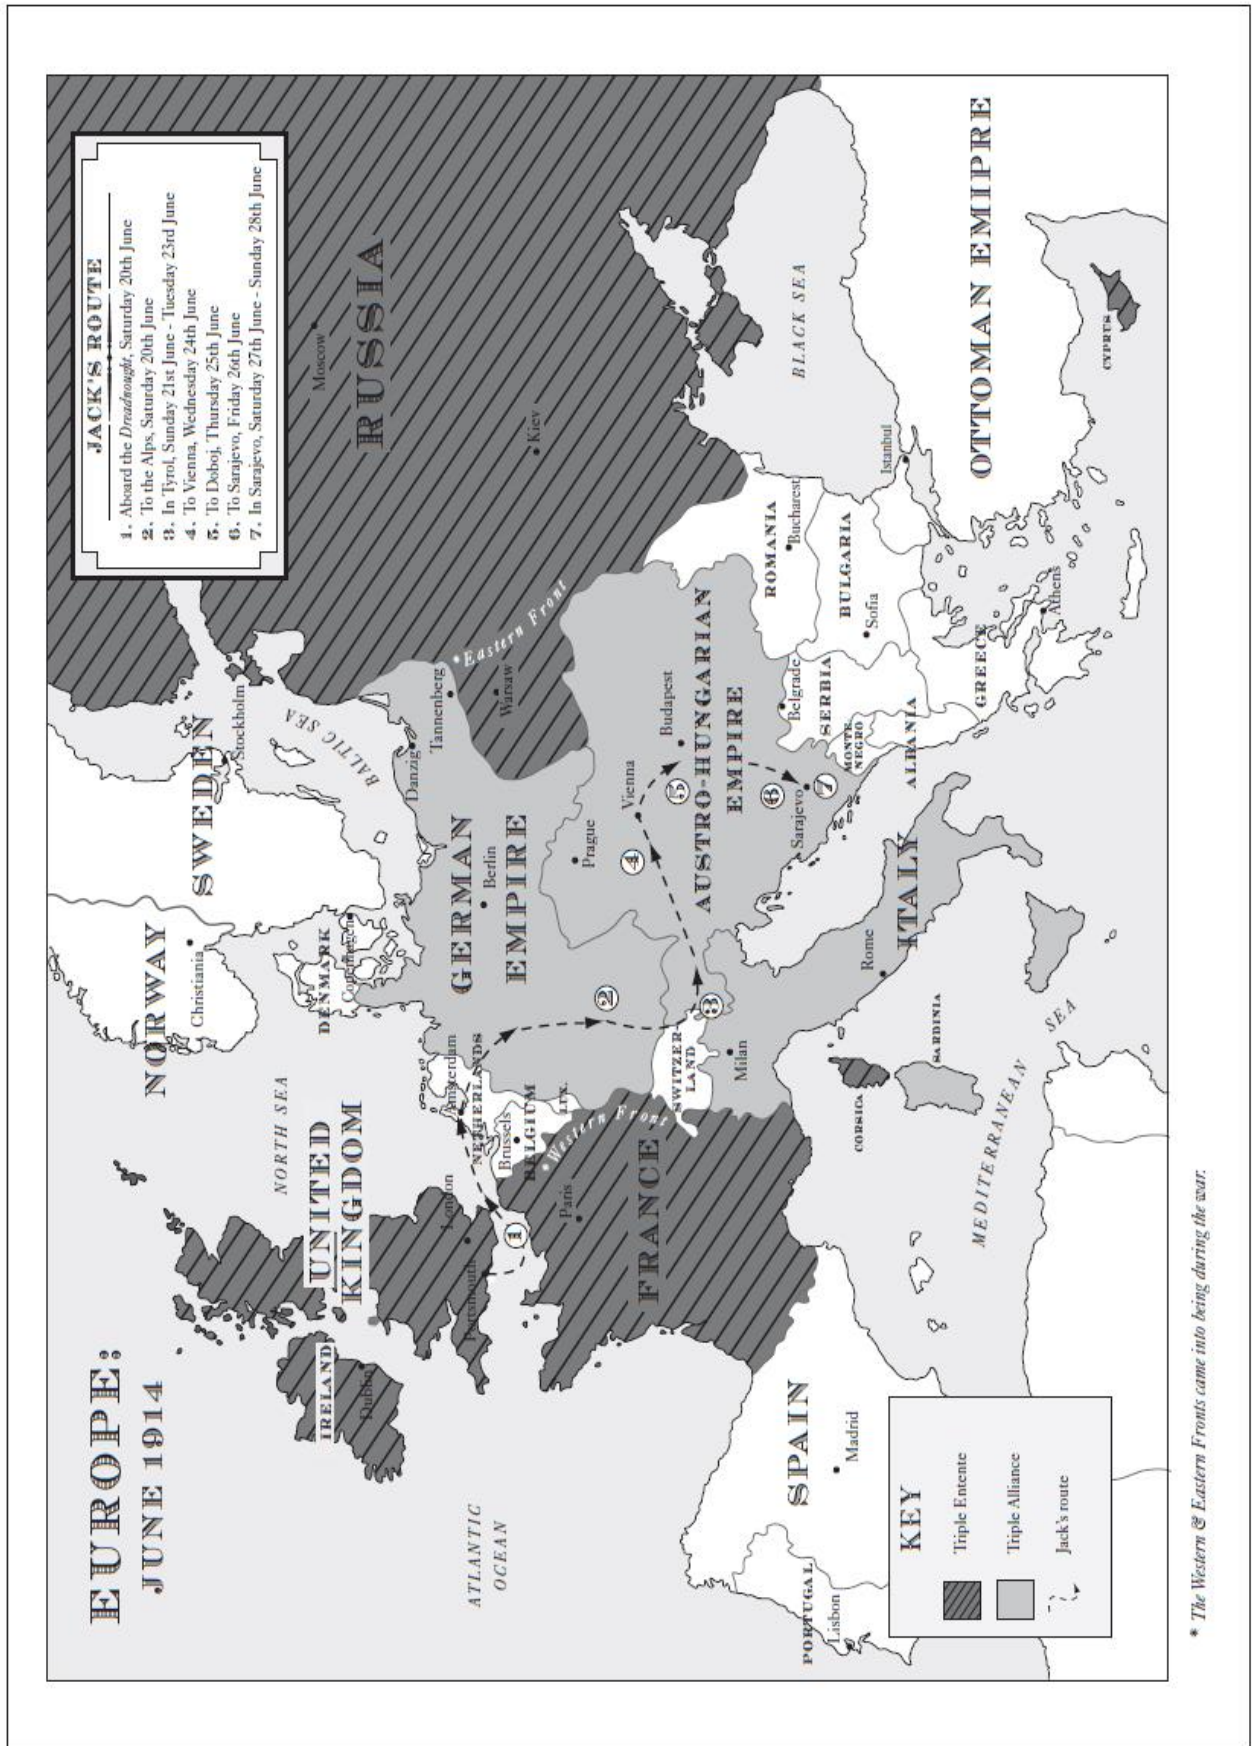 EUROPE:
JUNE 1914
JACK'S ROUTE
1. Aboard the Dreadnought, Saturday 20th June
2. To the Alps, Saturday 20th June
3. In Tyrol, Sunday 21st June - Tuesday 23rd June
4. To Vienna, Wednesday 24th June
5. To Doboj, Thursday 25th June
6. To Sarajevo, Friday 26th June
7. In Sarajevo, Saturday 27th June - Sunday 28th June
NORWAY
Christiania
SWEDEN
Stockholm
BALTIC SEA
Moscow
RUSSIA
Kiev
NORTH SEA
DENMARK
Copenhagen
IRELAND
Dublin
UNITED
KINGDOM
London
Portsmouth
ATLANTIC
OCEAN
Amsterdam
NETHERLANDS
Brussels
BELGIUM
LUX.
*Western Front
Paris
FRANCE
1
2
GERMAN
EMPIRE
Berlin
Danzig
Tannenberg
*Eastern Front
Warsaw
Prague
4
Vienna
5
Budapest
AUSTRO-HUNGARIAN
EMPIRE
6
SWITZER-
LAND
3
Milan
Sarajevo
7
Belgrade
SERBIA
MONTE-
NEGRO
ALBANIA
ROMANIA
Bucharest
BULGARIA
Sofia
GREECE
Athens
BLACK SEA
Istanbul
OTTOMAN EMIPRE
CYPRUS
ITALY
Rome
CORSICA
SARDINIA
MEDITERRANEAN SEA
SPAIN
Madrid
PORTUGAL
Lisbon
KEY
Triple Entente
Triple Alliance
Jack's route
* The Western & Eastern Fronts came into being during the war.